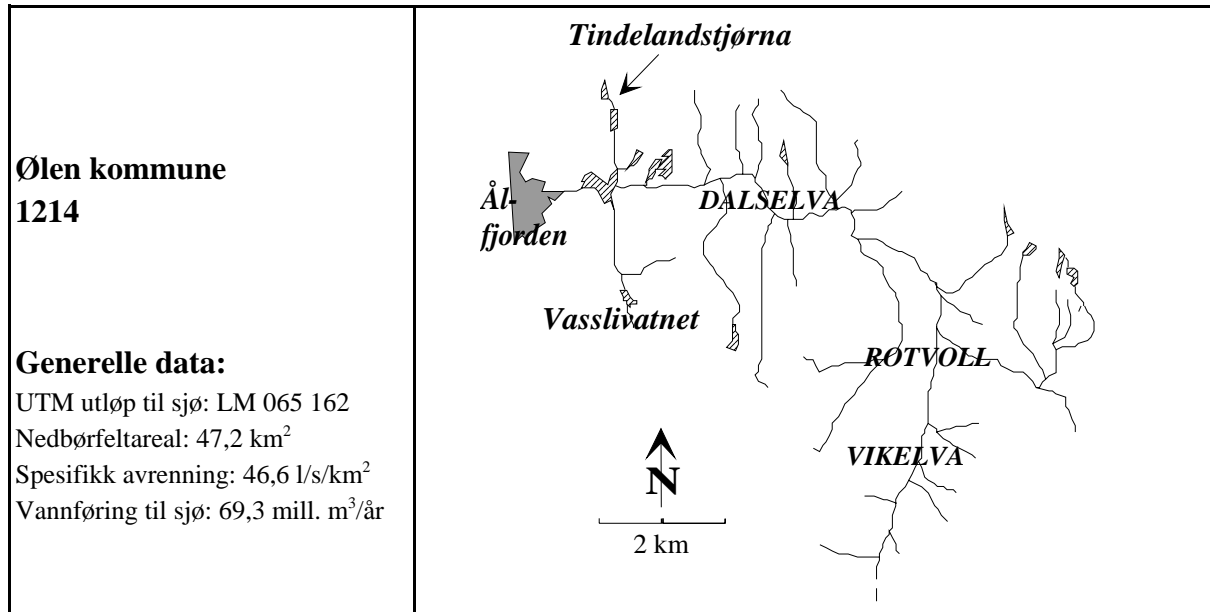 Ølen kommune
1214
Generelle data:
UTM utløp til sjø: LM 065 162
Nedbørfeltareal: 47,2 km²
Spesifikk avrenning: 46,6 l/s/km²
Vannføring til sjø: 69,3 mill. m³/år
Tindelandstjørna
Ål-
fjorden
DALSELVA
Vasslivatnet
RØTVOLL
VIKELVA
N
2 km